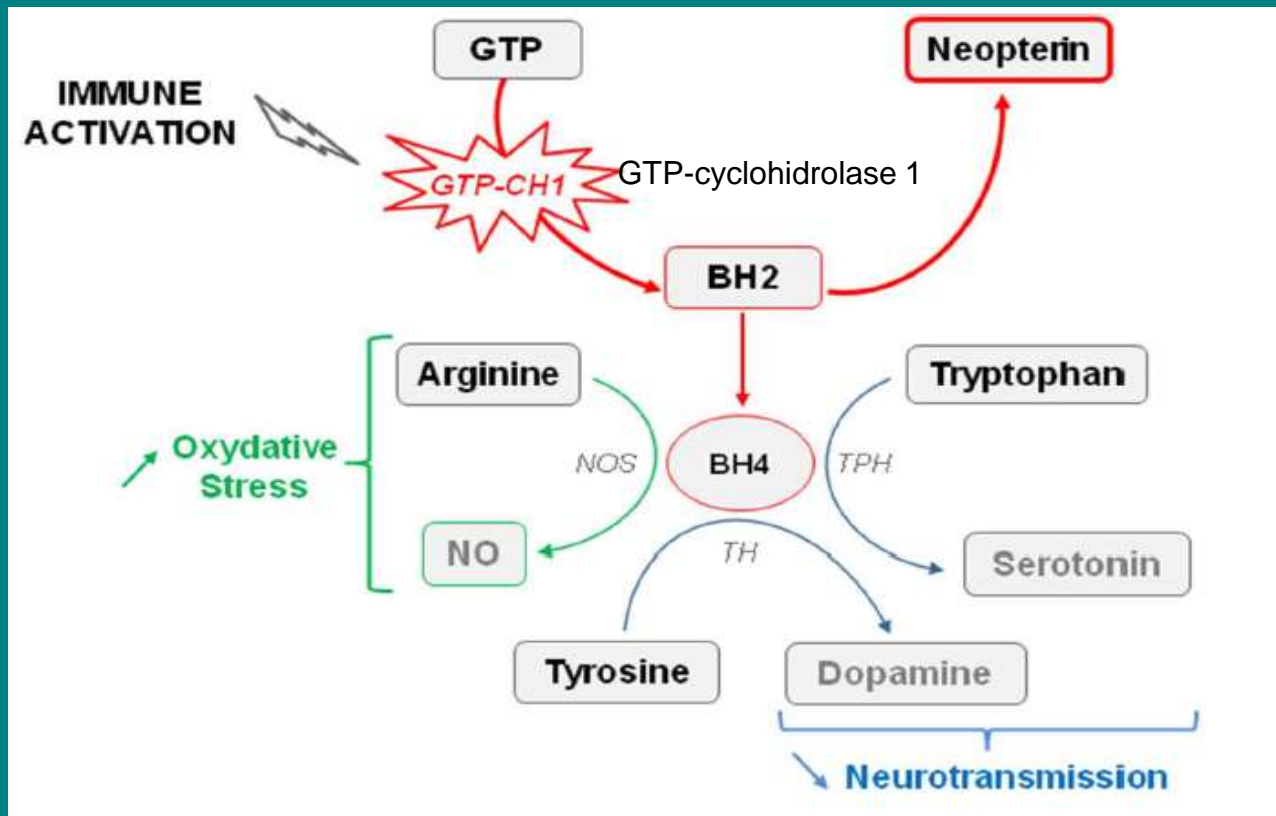 GTP
Neopterin
IMMUNE
ACTIVATION
GTP-CH1
GTP-cyclohidrolase 1
BH2
Arginine
Tryptophan
Oxydative
Stress
NOS
BH4
TPH
NO
TH
Serotonin
Tyrosine
Dopamine
Neurotransmission